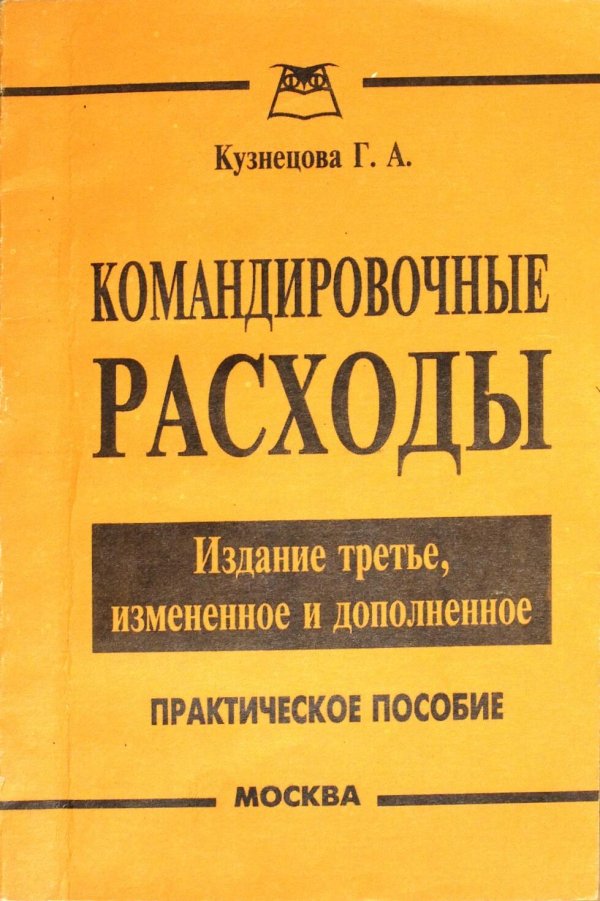 Кузнецова Г. А.
КОМАНДИРОВОЧНЫЕ
РАСХОДЫ
Издание третье,
измененное и дополненное
ПРАКТИЧЕСКОЕ ПОСОБИЕ
МОСКВА